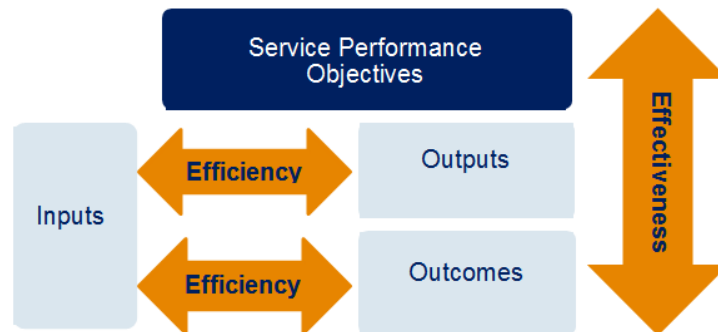 Service Performance
Objectives
Efficiency
Outputs
Effectiveness
Inputs
Efficiency
Outcomes